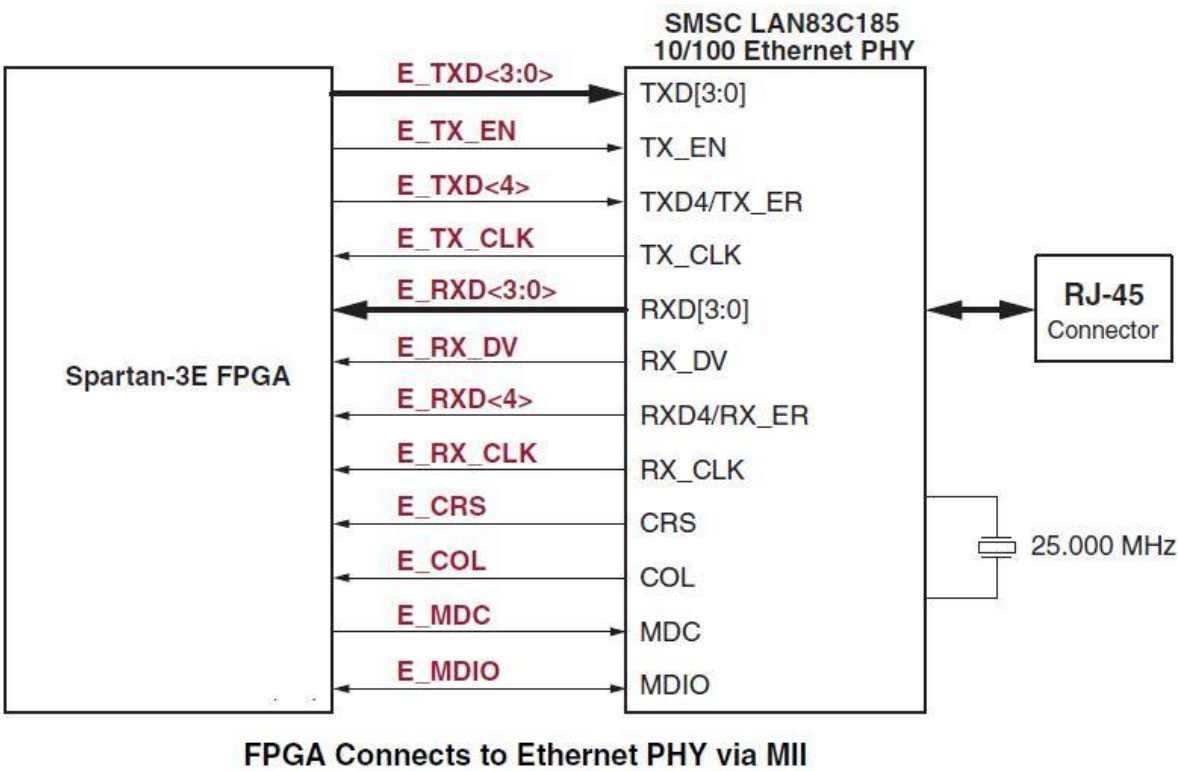 SMSC LAN83C185
10/100 Ethernet PHY
E_TXD<3:0>
TXD[3:0]
E_TX_EN
TX_EN
E_TXD<4>
TXD4/TX_ER
E_TX_CLK
TX_CLK
E_RXD<3:0>
RXD[3:0]
RJ-45
Connector
E_RX_DV
RX_DV
Spartan-3E FPGA
E_RXD<4>
RXD4/RX_ER
E_RX_CLK
RX_CLK
E_CRS
CRS
25.000 MHz
E_COL
COL
E_MDC
MDC
E_MDIO
MDIO
FPGA Connects to Ethernet PHY via MII